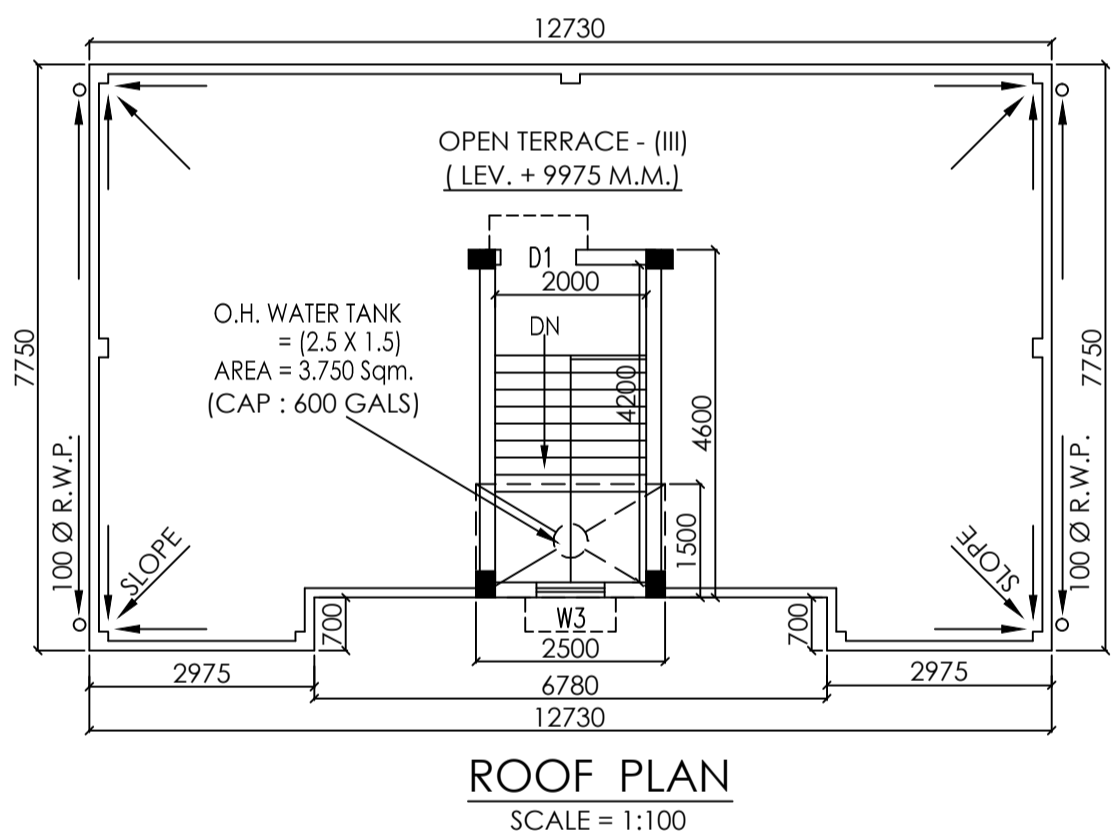 12730
OPEN TERRACE - (III)
( LEV. + 9975 M.M.)
D1
2000
O.H. WATER TANK
= (2.5 X 1.5)
AREA = 3.750 Sqm.
(CAP : 600 GALS)
DN
7750
7750
4200
4600
100 Ø R.W.P.
100 Ø R.W.P.
1500
SLOPE
SLOPE
W3
700
700
2500
2975
6780
2975
12730
ROOF PLAN
SCALE = 1:100